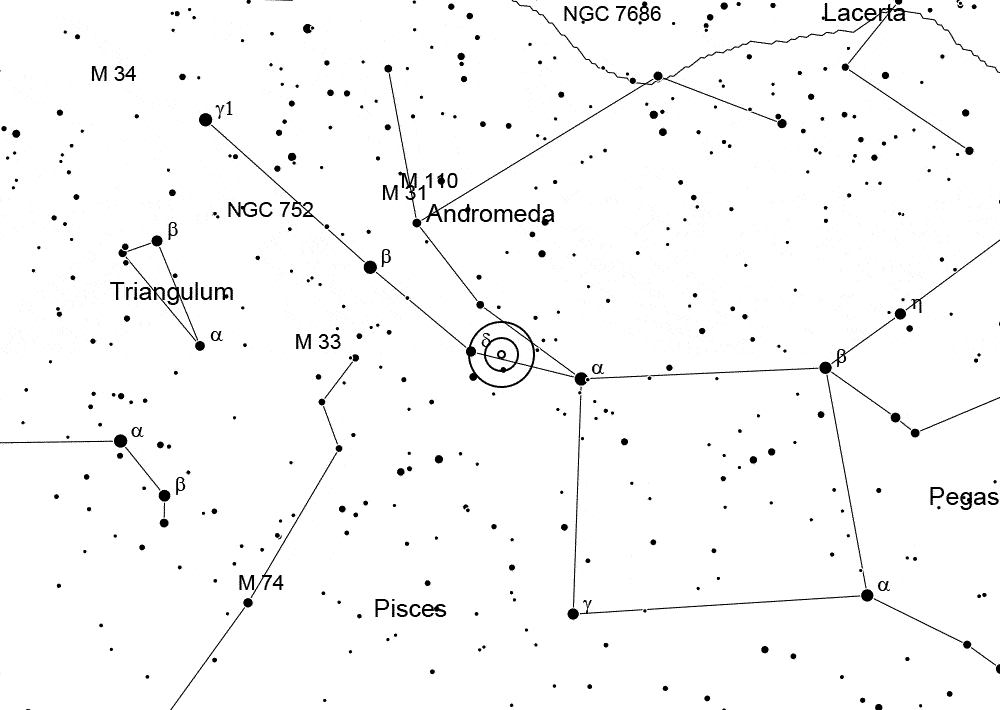 NGC 7686
Lacerta
M 34
γ1
M 110
M 31
NGC 752
Andromeda
β
β
Triangulum
η
α
M 33
δ
β
α
α
β
Pegas
M 74
Pisces
γ
α